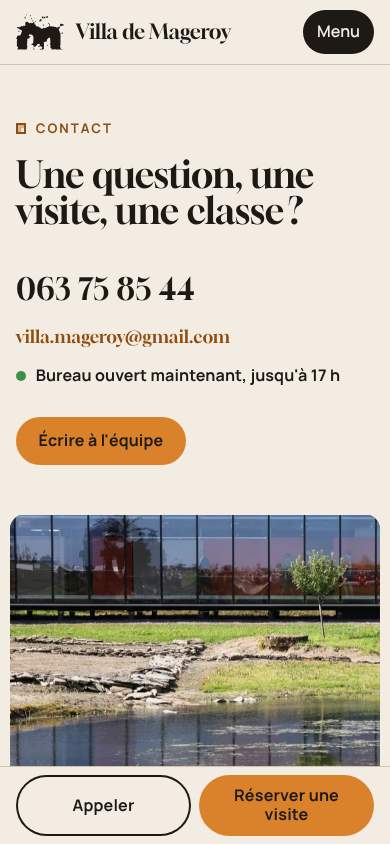 Villa de Mageroy
Menu
CONTACT
Une question, une
visite, une classe ?
063 75 85 44
villa.mageroy@gmail.com
Bureau ouvert maintenant, jusqu'à 17 h
Écrire à l'équipe
Appeler
Réserver une
visite